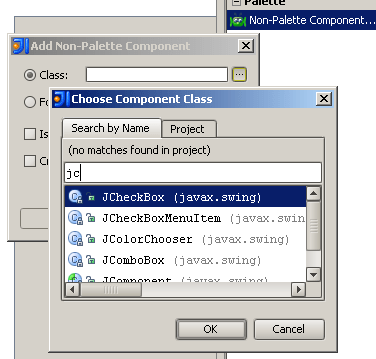 Palette
Non-Palette Component...
Add Non-Palette Component
Class:
...
Fo
Is
Choose Component Class
Search by Name
Project
(no matches found in project)
jc
JCheckBox (javax.swing)
JCheckBoxMenuItem (javax.swin
JColorChooser (javax.swing)
JComboBox (javax.swing)
JComponent (javax.swing)
OK
Cancel